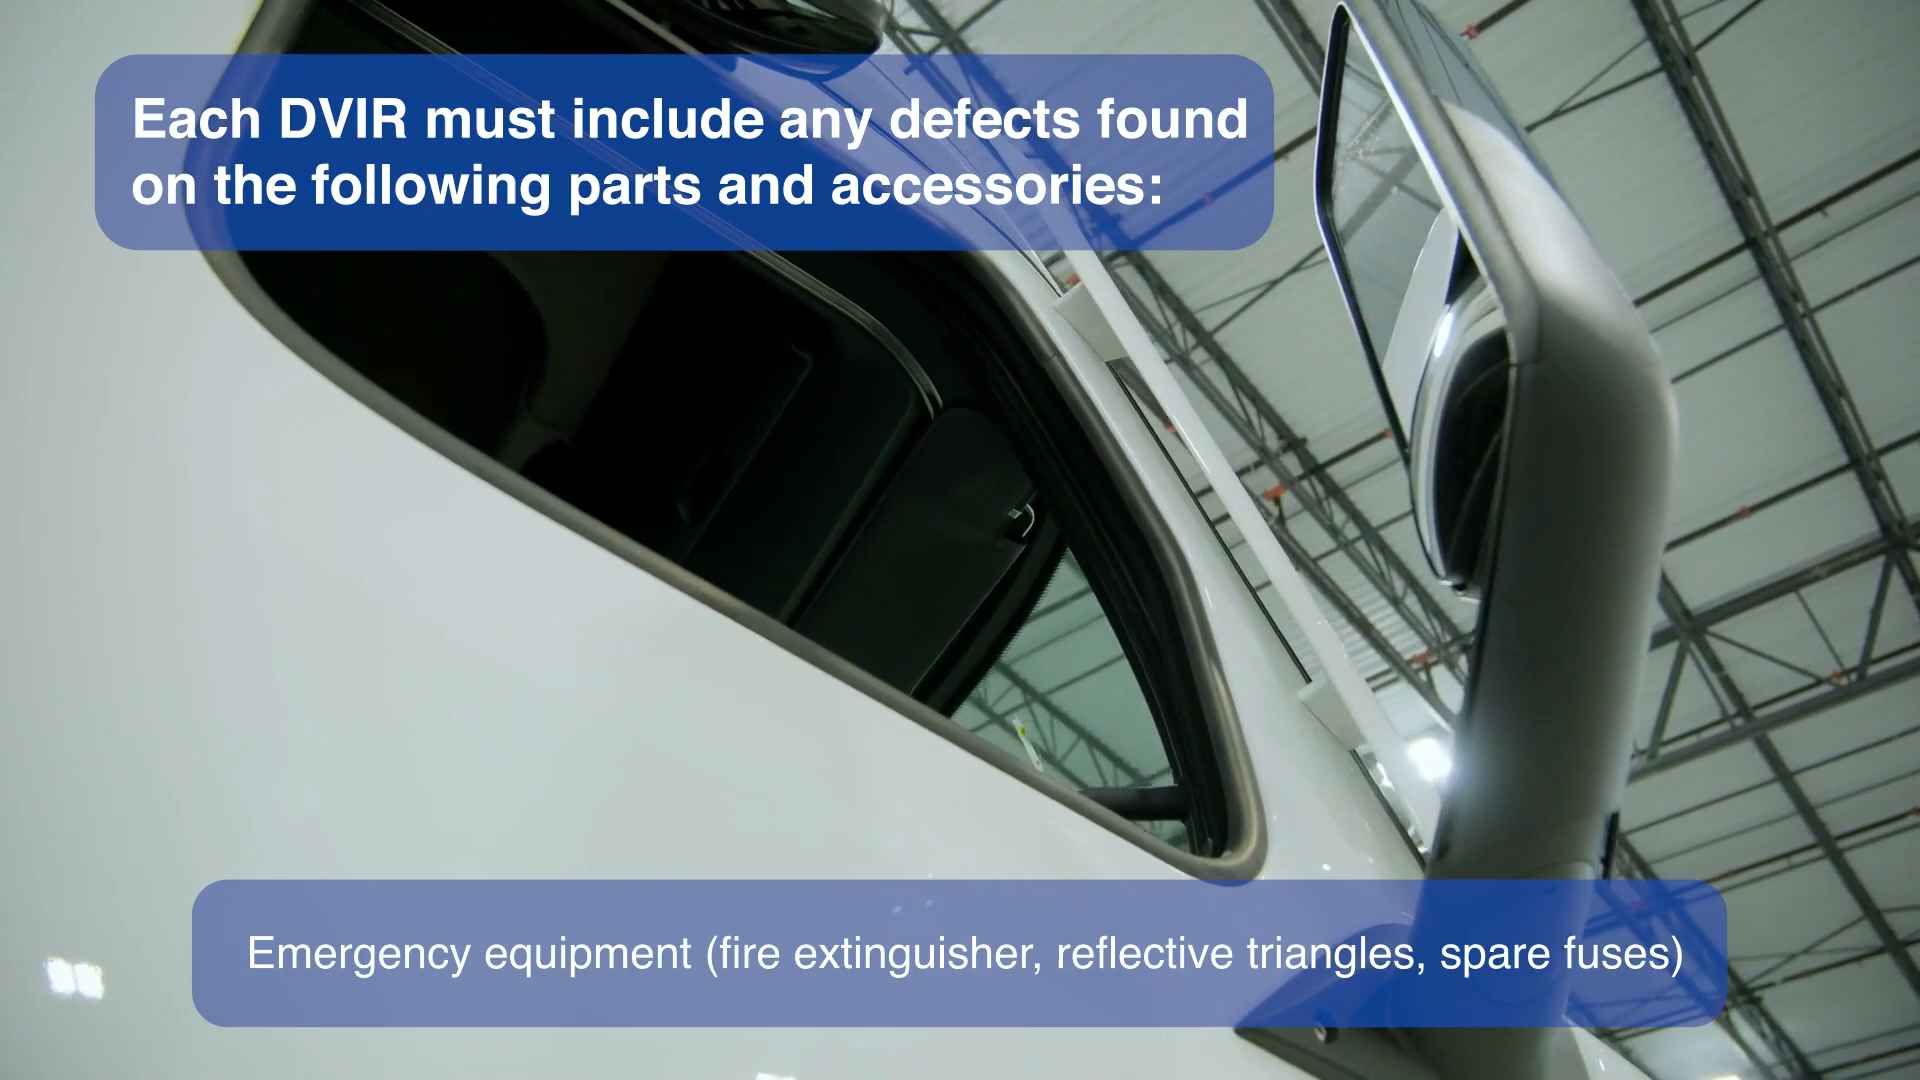 Each DVIR must include any defects found
on the following parts and accessories:
Emergency equipment (fire extinguisher, reflective triangles, spare fuses)